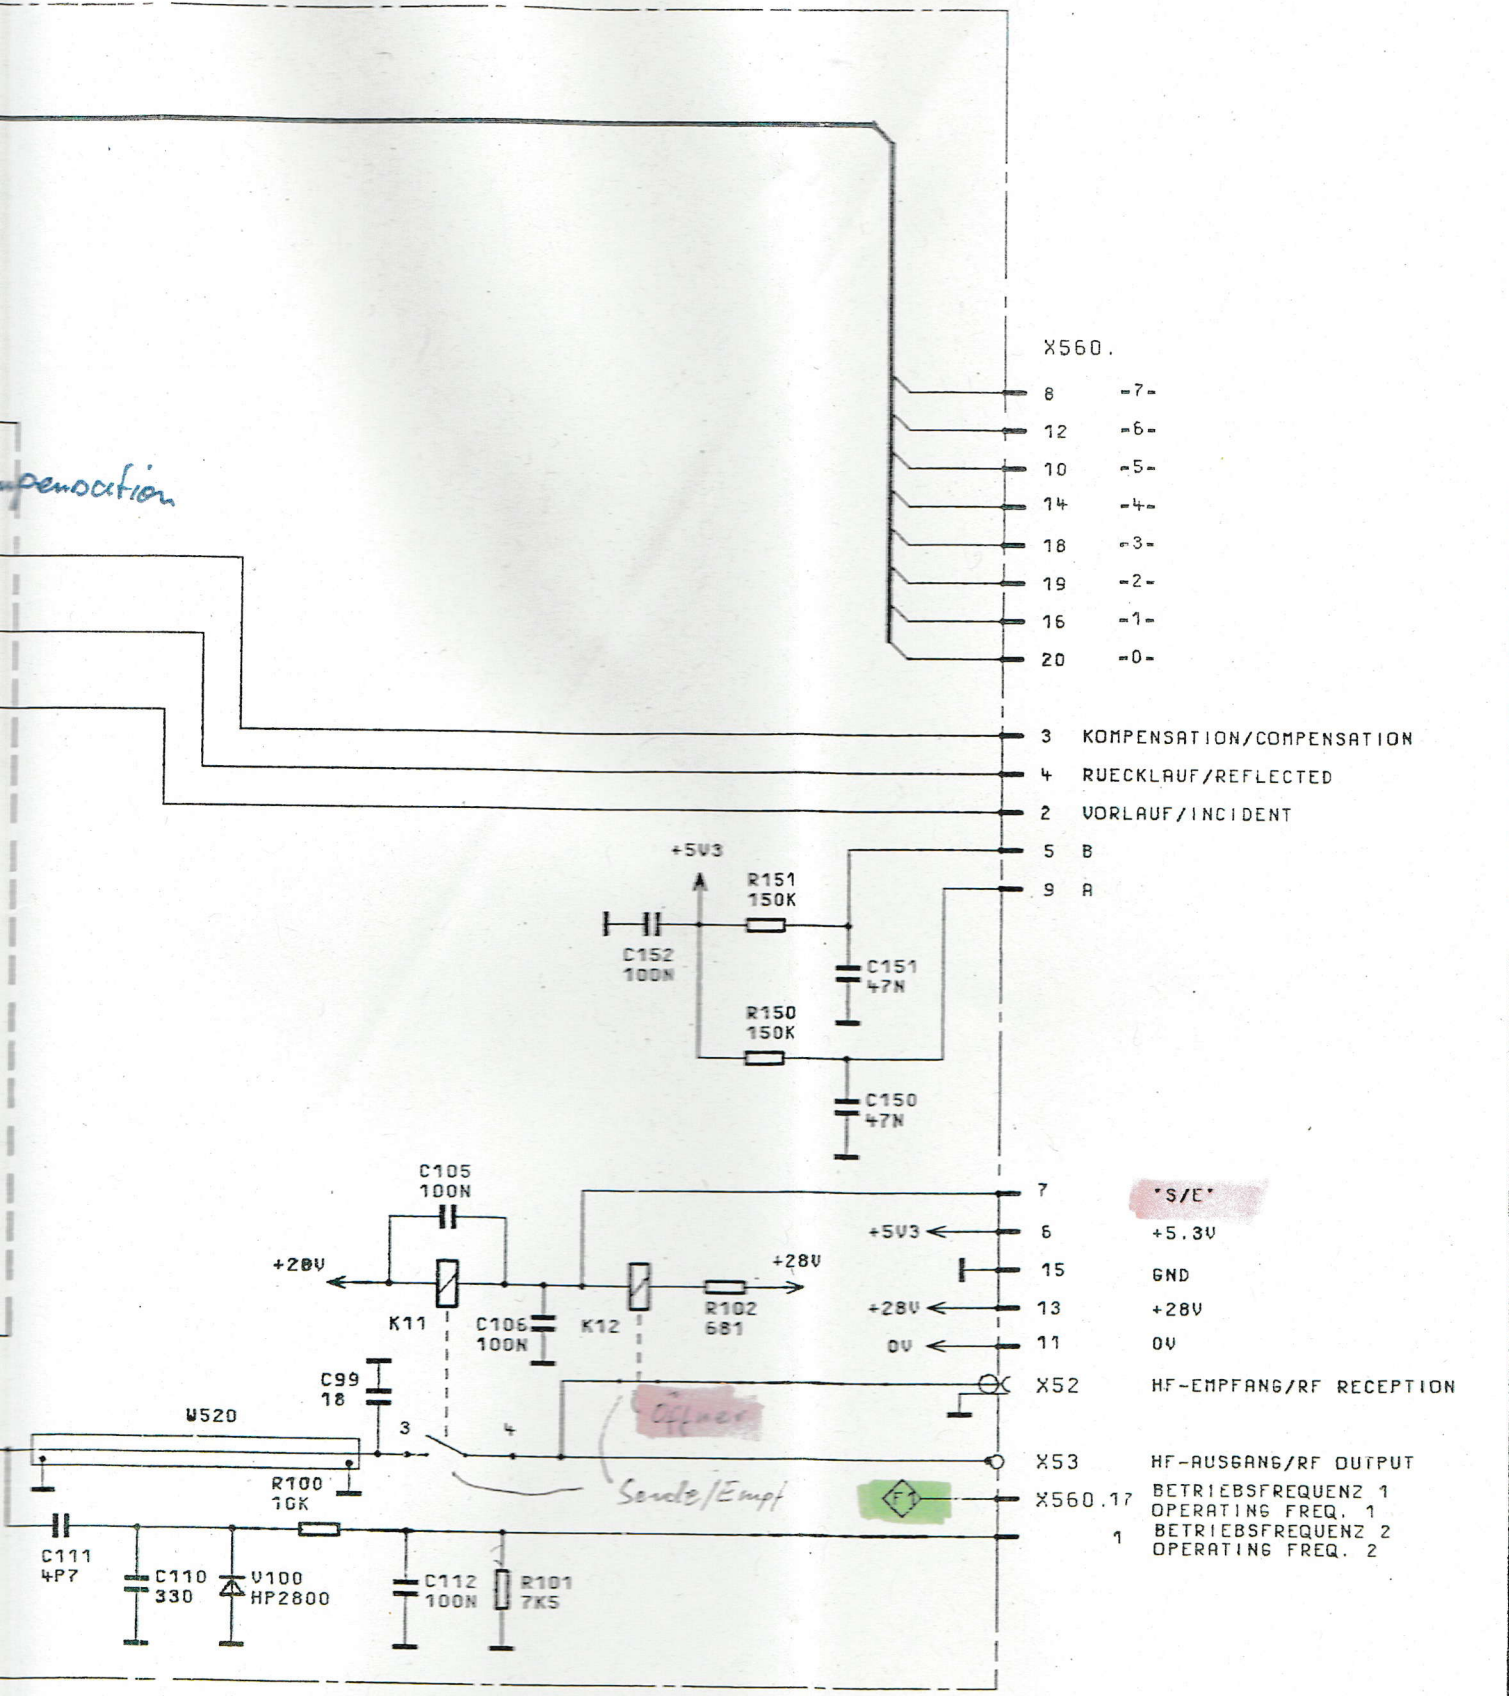 X560.
8 -7-
12 -6-
10 -5-
pensation
14 -4-
18 -3-
19 -2-
16 -1-
20 -0-
3 KOMPENSATION/COMPENSATION
4 RUECKLAUF/REFLECTED
2 VORLAUF/INCIDENT
+5V3
5 B
R151
150K
9 A
C152
100N
C151
47N
R150
150K
C150
47N
C105
100N
7 "S/E"
+5V3 6 +5.3V
+28V
+28V
15 GND
K11
C106
100N
K12
R102
681
+28V 13 +28V
0V 11 0V
C99
18
X52 HF-EMPFANG/RF RECEPTION
Öffner
W520
3
4
X53 HF-AUSGANG/RF OUTPUT
R100
10K
Sende/Empf
F1
X560.17 BETRIEBSFREQUENZ 1
OPERATING FREQ. 1
1 BETRIEBSFREQUENZ 2
OPERATING FREQ. 2
C111
4P7
C110
330
V100
HP2800
C112
100N
R101
7K5